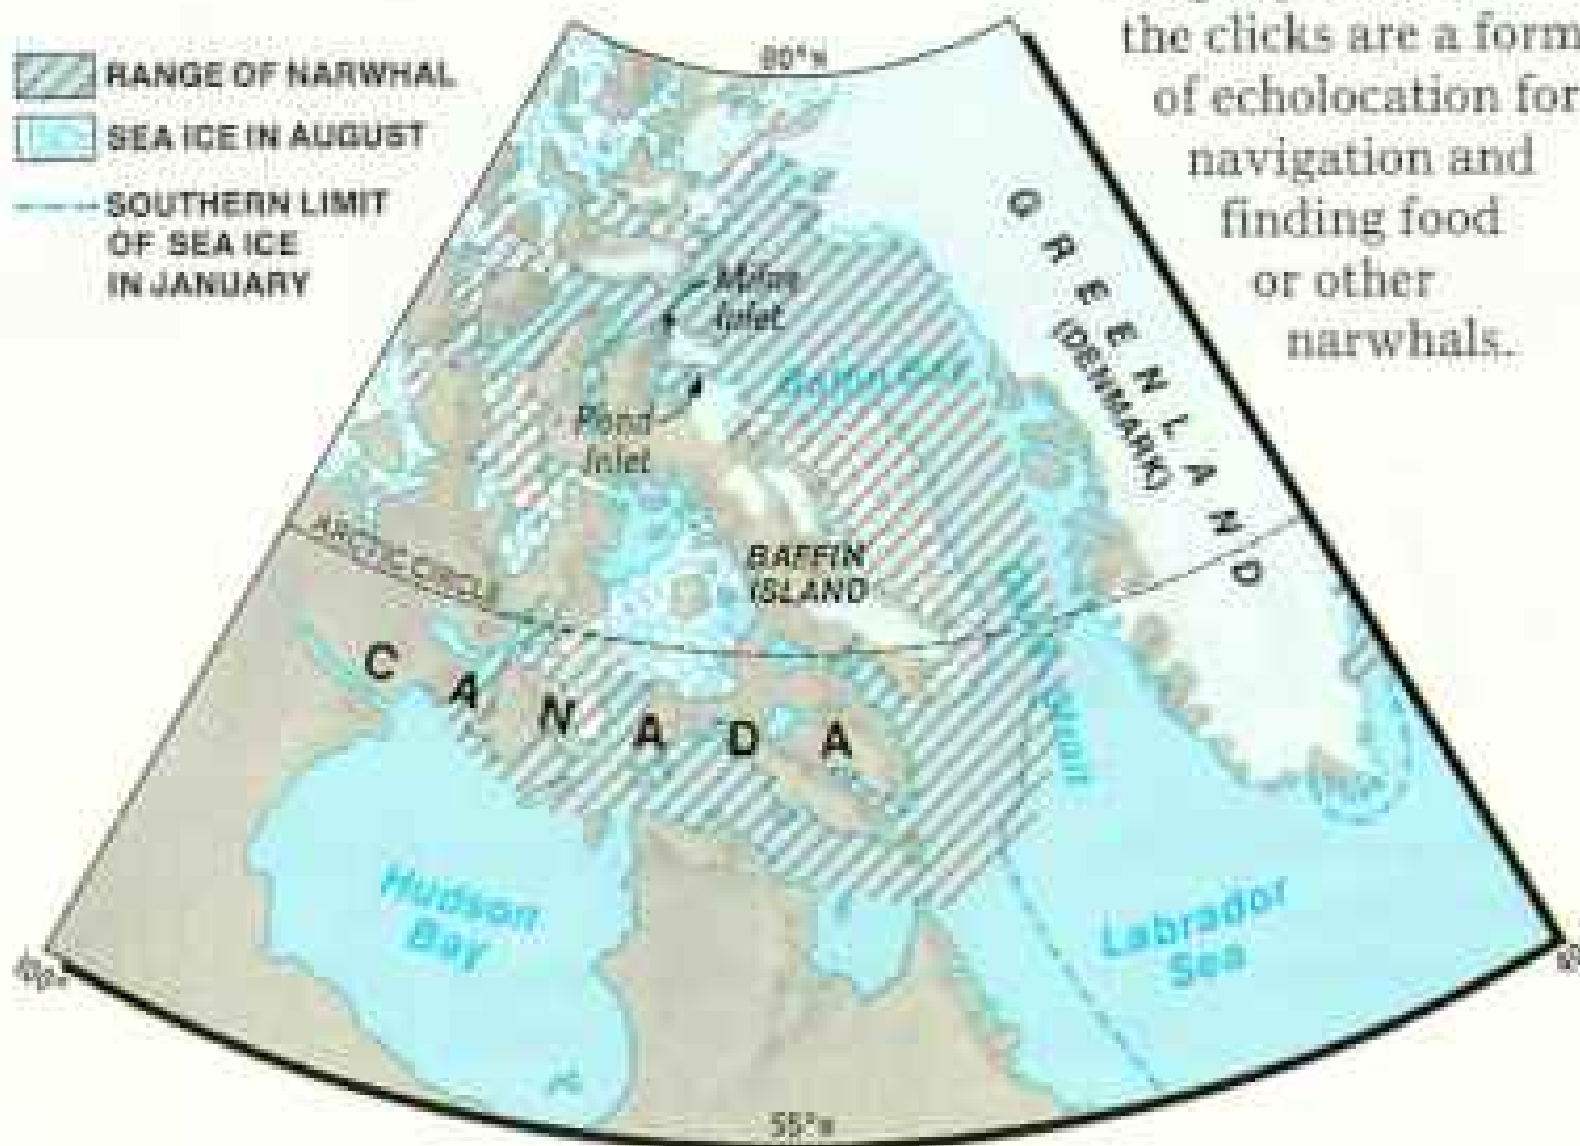 RANGE OF NARWHAL
SEA ICE IN AUGUST
SOUTHERN LIMIT
OF SEA ICE
IN JANUARY
the clicks are a form
of echolocation for
navigation and
finding food
or other
narwhals.
80°N
GREENLAND
(DENMARK)
Milne
Inlet
Pond
Inlet
BAFFIN
ISLAND
ARCTIC CIRCLE
CANADA
Strait
Hudson
Bay
Labrador
Sea
55°N